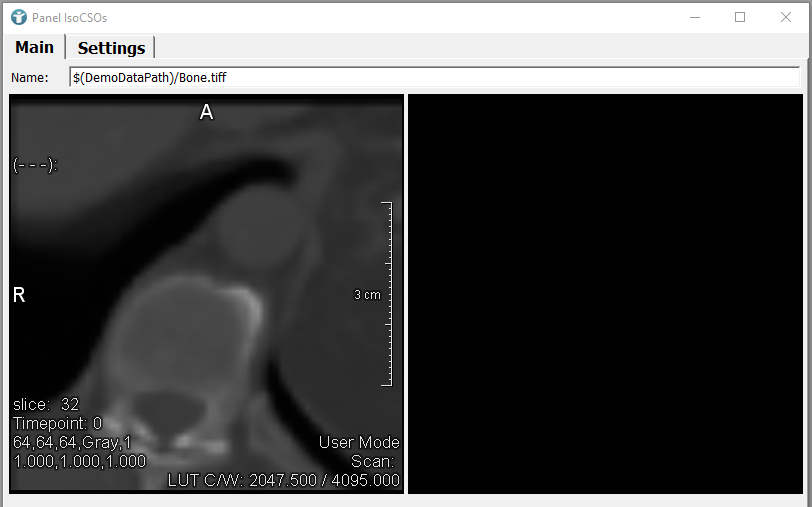 Panel IsoCSOs
Main Settings
Name: $(DemoDataPath)/Bone.tiff
A
(- - -):
R
3 cm
slice: 32
Timepoint: 0
64,64,64,Gray,1
1.000,1.000,1.000
User Mode
Scan:
LUT C/W: 2047.500 / 4095.000